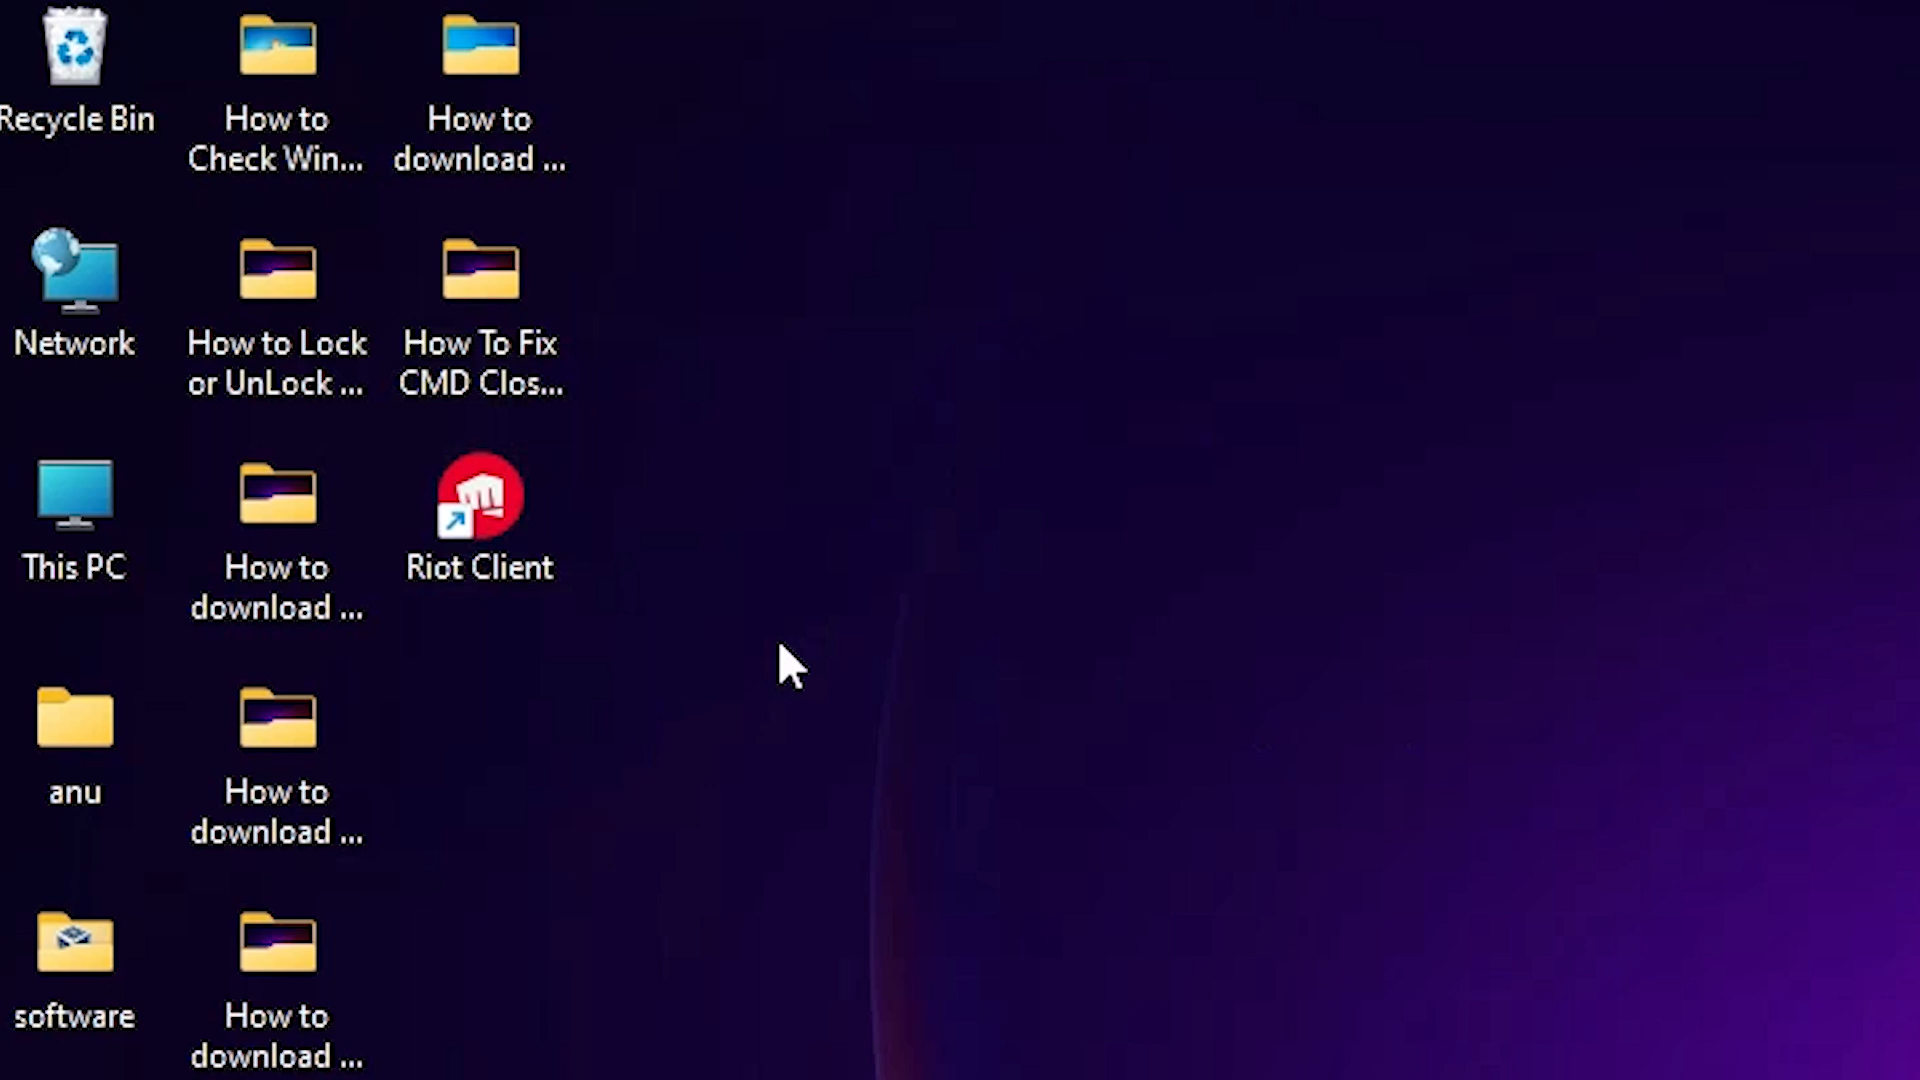 Recycle Bin
How to
Check Win...
How to
download ...
Network
How to Lock
or UnLock ...
How To Fix
CMD Clos...
This PC
How to
download ...
Riot Client
anu
How to
download ...
software
How to
download ...